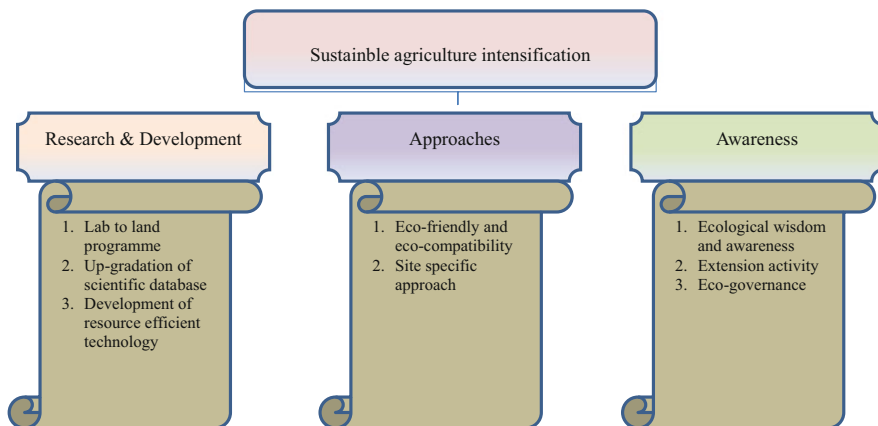 Sustainble agriculture intensification
Research & Development
1. Lab to land
programme
2. Up-gradation of
scientific database
3. Development of
resource efficient
technology
Approaches
1. Eco-friendly and
eco-compatibility
2. Site specific
approach
Awareness
1. Ecological wisdom
and awareness
2. Extension activity
3. Eco-governance